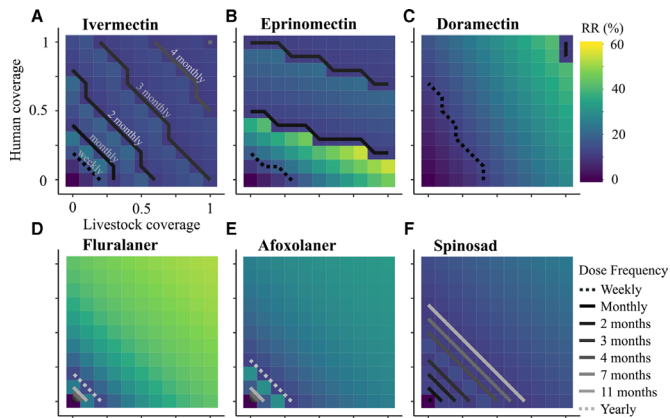 A Ivermectin
B Eprinomectin
C Doramectin
RR (%)
60
40
20
0
Human coverage
1
0.5
0
4 monthly
3 monthly
2 monthly
monthly
weekly
0 0.5 1
Livestock coverage
D Fluralaner
E Afoxolaner
F Spinosad
Dose Frequency
Weekly
Monthly
2 months
3 months
4 months
7 months
11 months
Yearly